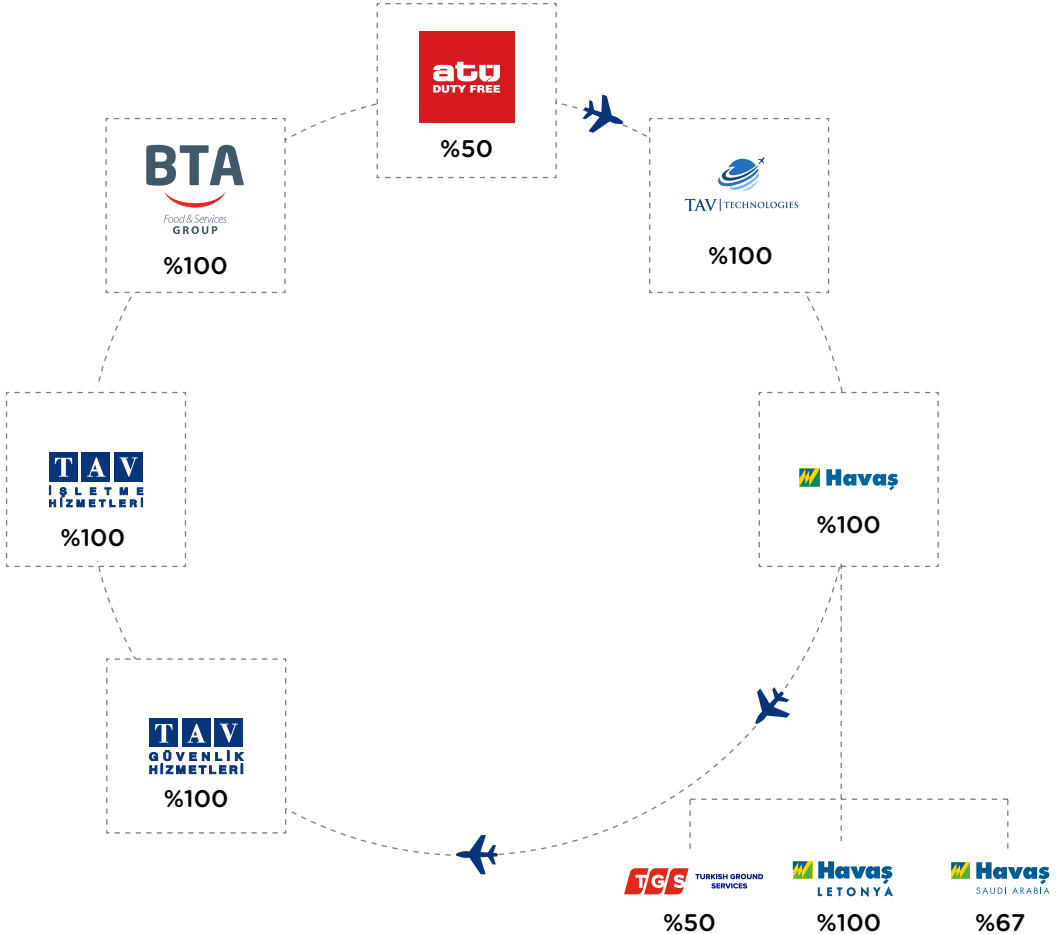 atü
DUTY FREE
%50
BTA
Food & Services
GROUP
%100
TAV | TECHNOLOGIES
%100
TAV
İŞLETME
HİZMETLERİ
%100
Havaş
%100
TAV
GÜVENLİK
HİZMETLERİ
%100
TGS TURKISH GROUND
SERVICES
%50
Havaş
LETONYA
%100
Havaş
SAUDI ARABIA
%67